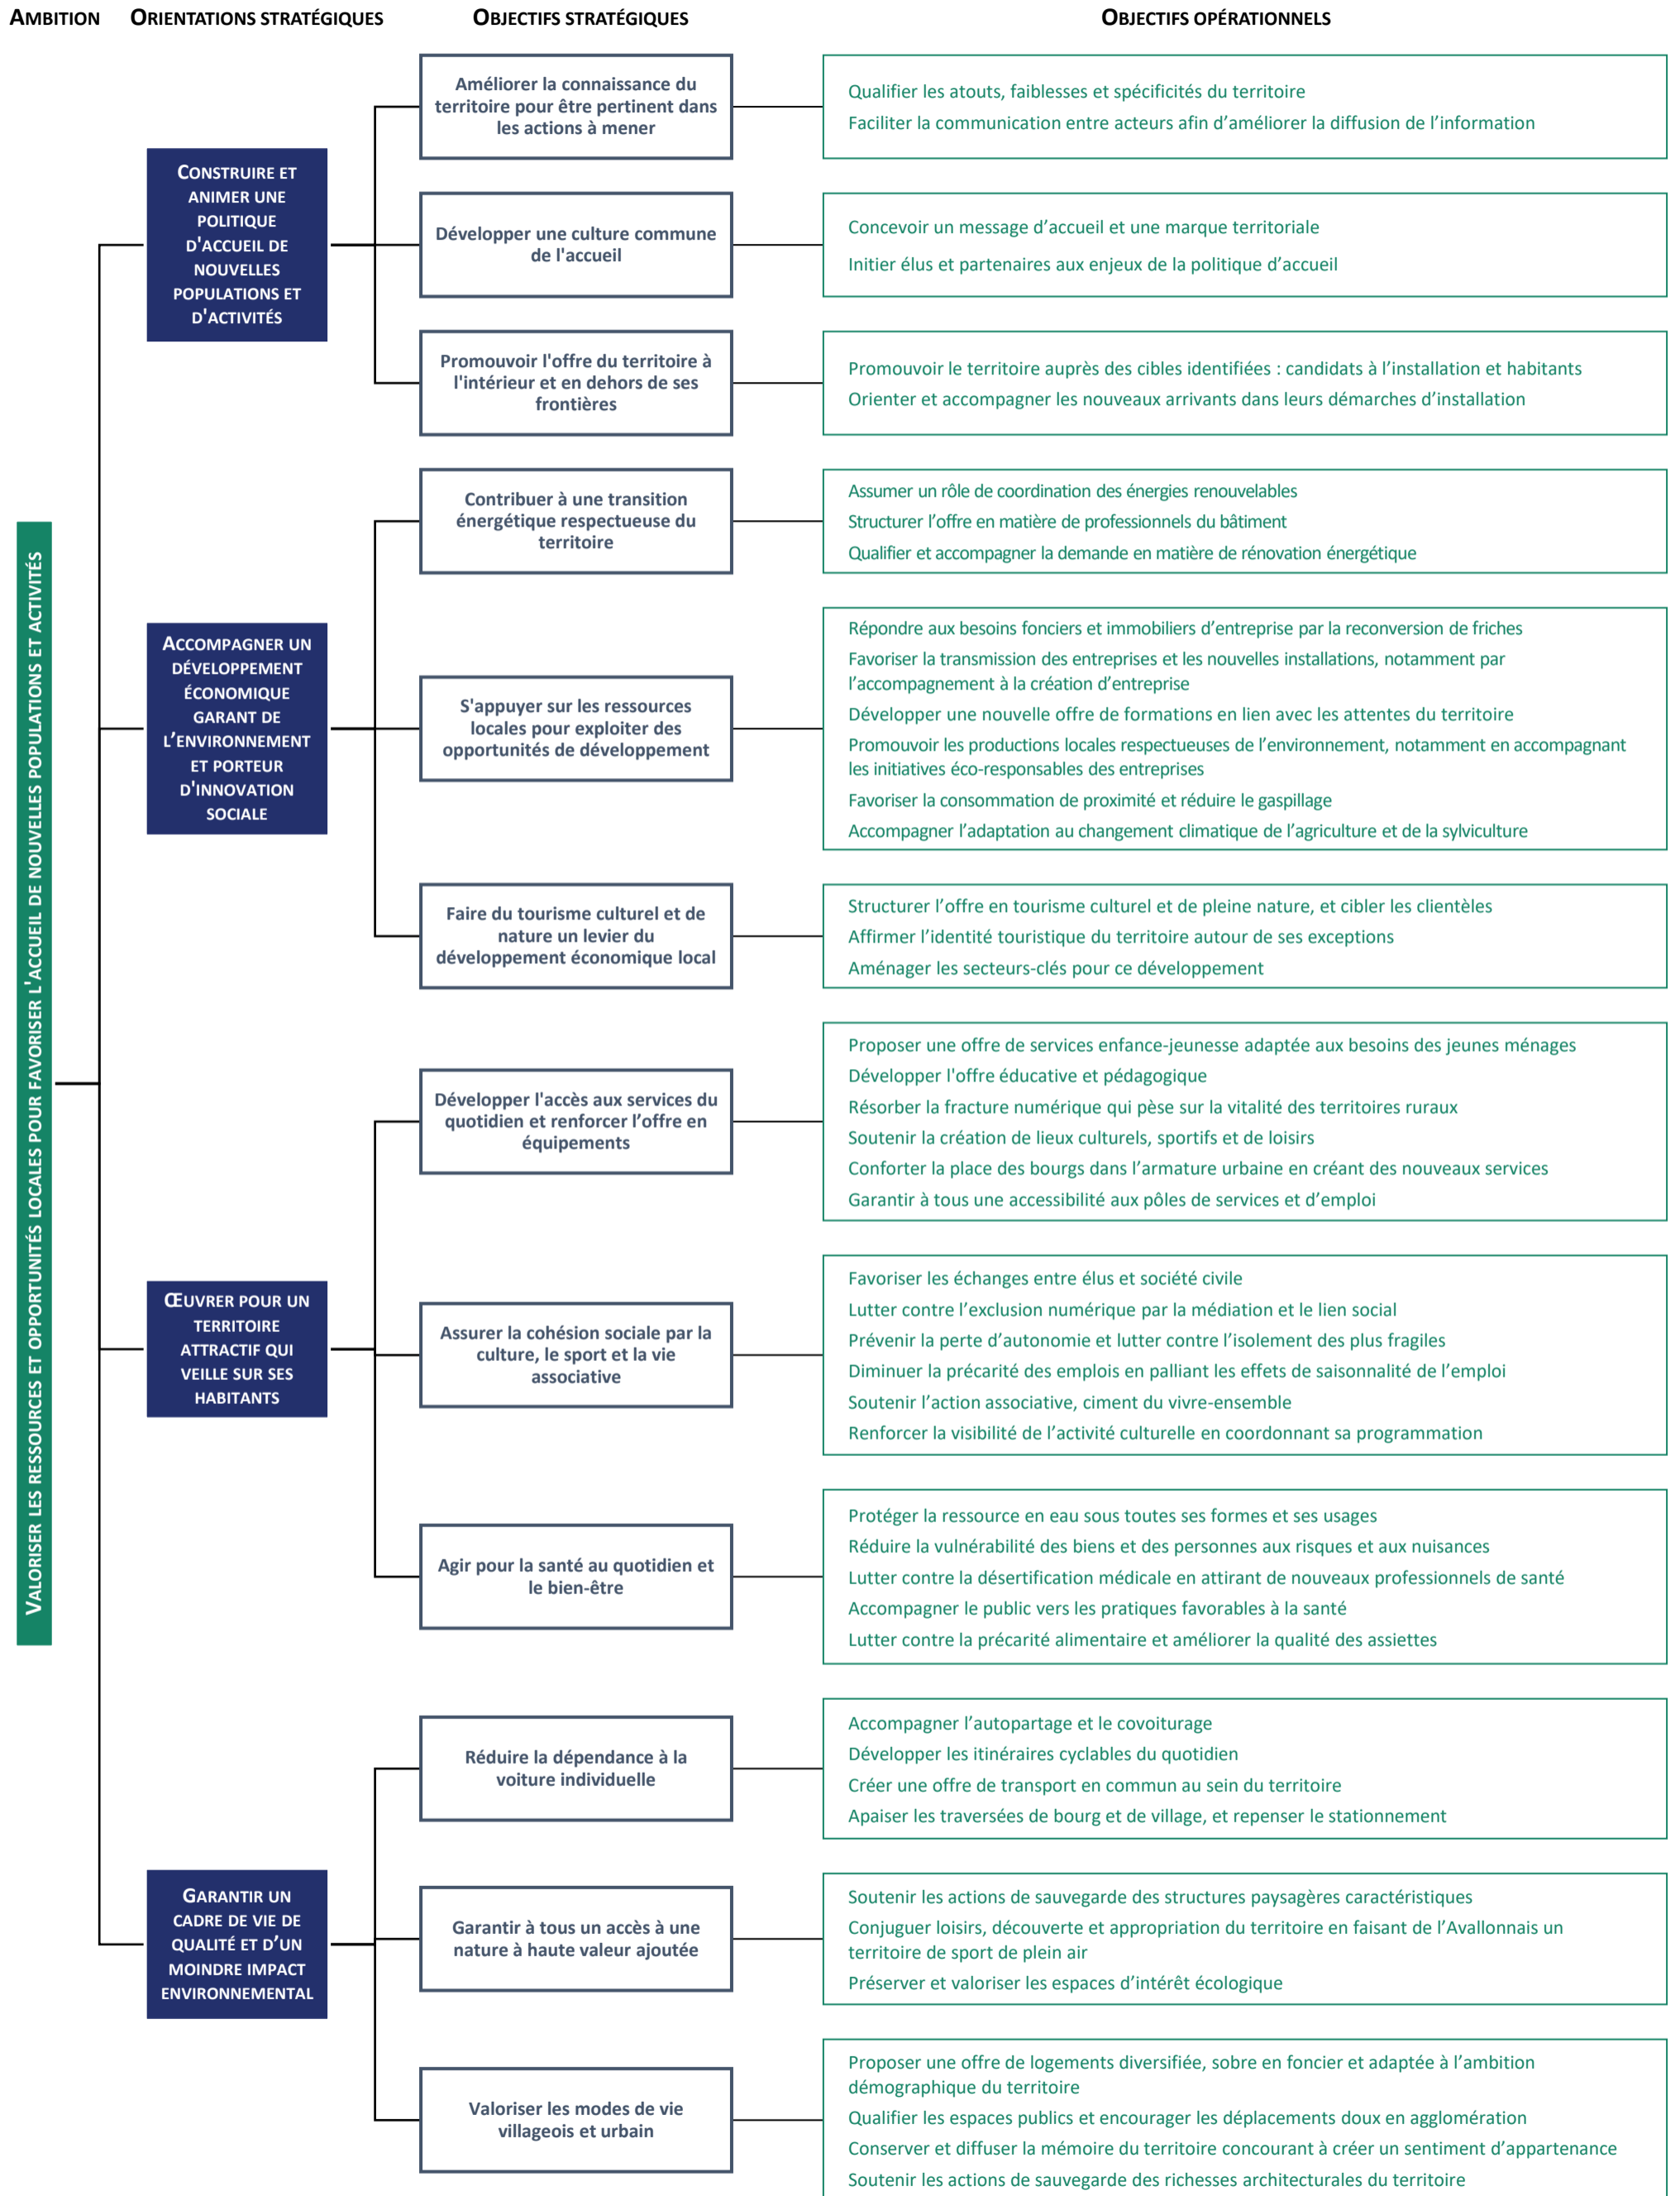 AMBITION ORIENTATIONS STRATÉGIQUES OBJECTIFS STRATÉGIQUES OBJECTIFS OPÉRATIONNELS
VALORISER LES RESSOURCES ET OPPORTUNITÉS LOCALES POUR FAVORISER L'ACCUEIL DE NOUVELLES POPULATIONS ET ACTIVITÉS
CONSTRUIRE ET
ANIMER UNE
POLITIQUE
D'ACCUEIL DE
NOUVELLES
POPULATIONS ET
D'ACTIVITÉS
Améliorer la connaissance du
territoire pour être pertinent dans
les actions à mener
Qualifier les atouts, faiblesses et spécificités du territoire
Faciliter la communication entre acteurs afin d’améliorer la diffusion de l’information
Développer une culture commune
de l'accueil
Concevoir un message d’accueil et une marque territoriale
Initier élus et partenaires aux enjeux de la politique d’accueil
Promouvoir l'offre du territoire à
l'intérieur et en dehors de ses
frontières
Promouvoir le territoire auprès des cibles identifiées : candidats à l’installation et habitants
Orienter et accompagner les nouveaux arrivants dans leurs démarches d’installation
ACCOMPAGNER UN
DÉVELOPPEMENT
ÉCONOMIQUE
GARANT DE
L’ENVIRONNEMENT
ET PORTEUR
D'INNOVATION
SOCIALE
Contribuer à une transition
énergétique respectueuse du
territoire
Assumer un rôle de coordination des énergies renouvelables
Structurer l’offre en matière de professionnels du bâtiment
Qualifier et accompagner la demande en matière de rénovation énergétique
S'appuyer sur les ressources
locales pour exploiter des
opportunités de développement
Répondre aux besoins fonciers et immobiliers d’entreprise par la reconversion de friches
Favoriser la transmission des entreprises et les nouvelles installations, notamment par
l’accompagnement à la création d’entreprise
Développer une nouvelle offre de formations en lien avec les attentes du territoire
Promouvoir les productions locales respectueuses de l’environnement, notamment en accompagnant
les initiatives éco-responsables des entreprises
Favoriser la consommation de proximité et réduire le gaspillage
Accompagner l’adaptation au changement climatique de l’agriculture et de la sylviculture
Faire du tourisme culturel et de
nature un levier du
développement économique local
Structurer l’offre en tourisme culturel et de pleine nature, et cibler les clientèles
Affirmer l’identité touristique du territoire autour de ses exceptions
Aménager les secteurs-clés pour ce développement
ŒUVRER POUR UN
TERRITOIRE
ATTRACTIF QUI
VEILLE SUR SES
HABITANTS
Développer l'accès aux services du
quotidien et renforcer l’offre en
équipements
Proposer une offre de services enfance-jeunesse adaptée aux besoins des jeunes ménages
Développer l'offre éducative et pédagogique
Résorber la fracture numérique qui pèse sur la vitalité des territoires ruraux
Soutenir la création de lieux culturels, sportifs et de loisirs
Conforter la place des bourgs dans l’armature urbaine en créant des nouveaux services
Garantir à tous une accessibilité aux pôles de services et d’emploi
Assurer la cohésion sociale par la
culture, le sport et la vie
associative
Favoriser les échanges entre élus et société civile
Lutter contre l’exclusion numérique par la médiation et le lien social
Prévenir la perte d’autonomie et lutter contre l’isolement des plus fragiles
Diminuer la précarité des emplois en palliant les effets de saisonnalité de l’emploi
Soutenir l’action associative, ciment du vivre-ensemble
Renforcer la visibilité de l’activité culturelle en coordonnant sa programmation
Agir pour la santé au quotidien et
le bien-être
Protéger la ressource en eau sous toutes ses formes et ses usages
Réduire la vulnérabilité des biens et des personnes aux risques et aux nuisances
Lutter contre la désertification médicale en attirant de nouveaux professionnels de santé
Accompagner le public vers les pratiques favorables à la santé
Lutter contre la précarité alimentaire et améliorer la qualité des assiettes
GARANTIR UN
CADRE DE VIE DE
QUALITÉ ET D’UN
MOINDRE IMPACT
ENVIRONNEMENTAL
Réduire la dépendance à la
voiture individuelle
Accompagner l’autopartage et le covoiturage
Développer les itinéraires cyclables du quotidien
Créer une offre de transport en commun au sein du territoire
Apaiser les traversées de bourg et de village, et repenser le stationnement
Garantir à tous un accès à une
nature à haute valeur ajoutée
Soutenir les actions de sauvegarde des structures paysagères caractéristiques
Conjuguer loisirs, découverte et appropriation du territoire en faisant de l’Avallonnais un
territoire de sport de plein air
Préserver et valoriser les espaces d’intérêt écologique
Valoriser les modes de vie
villageois et urbain
Proposer une offre de logements diversifiée, sobre en foncier et adaptée à l’ambition
démographique du territoire
Qualifier les espaces publics et encourager les déplacements doux en agglomération
Conserver et diffuser la mémoire du territoire concourant à créer un sentiment d’appartenance
Soutenir les actions de sauvegarde des richesses architecturales du territoire